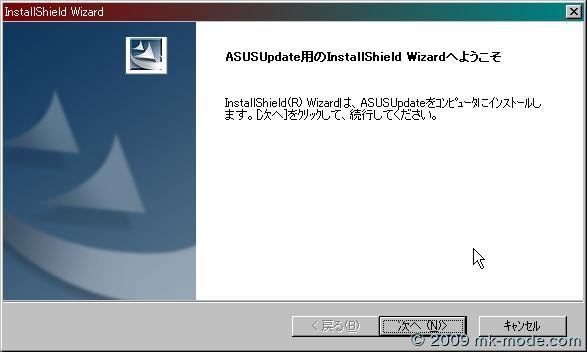 InstallShield Wizard
ASUSUpdate用のInstallShield Wizardへようこそ
InstallShield(R) Wizardは、ASUSUpdateをコンピュータにインストールし
ます。[次へ]をクリックして、続行してください。
< 戻る(B)
次へ (N)>
キャンセル
© 2009 mk-mode.com